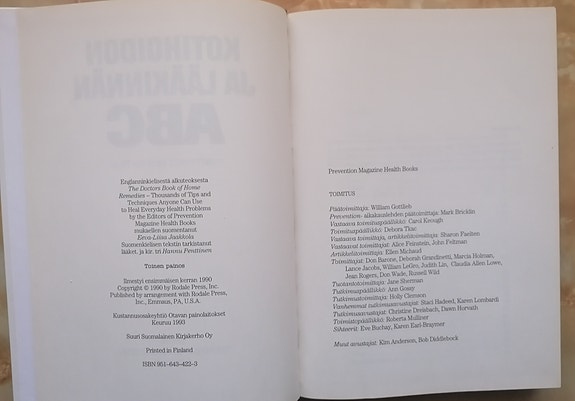 KOTIHOIDON
JA LÄÄKINNÄN
ABC
Englanninkielisestä alkuteoksesta
The Doctors Book of Home
Remedies – Thousands of Tips and
Techniques Anyone Can Use
to Heal Everyday Health Problems
by the Editors of Prevention
Magazine Health Books
mukaellen suomentanut
Eeva-Liisa Jaakkola
Suomenkielisen tekstin tarkistanut
lääket. ja kir. tri Hannu Penttinen
Toinen painos
Ilmestyi ensimmäisen kerran 1990
Copyright © 1990 by Rodale Press, Inc.
Published by arrangement with Rodale Press,
Inc., Emmaus, PA, U.S.A.
Kustannusosakeyhtiö Otavan painolaitokset
Keuruu 1993
Suuri Suomalainen Kirjakerho Oy
Printed in Finland
ISBN 951-643-422-3
Prevention Magazine Health Books
TOIMITUS
Päätoimittaja: William Gottlieb
Prevention- aikakauslehden päätoimittaja: Mark Bricklin
Vastaava toimituspäällikkö: Carol Keough
Toimituspäällikkö: Debora Tkac
Vastaava toimittaja, artikkelitoimittaja: Sharon Faelten
Vastaavat toimittajat: Alice Feinstein, John Feltman
Artikkelitoimittaja: Ellen Michaud
Toimittajat: Don Barone, Deborah Grandinetti, Marcia Holman,
Lance Jacobs, William LeGro, Judith Lin, Claudia Allen Lowe,
Jean Rogers, Don Wade, Russell Wild
Tuotantotoimittaja: Jane Sherman
Tutkimuspäällikkö: Ann Gossy
Tutkimustoimittaja: Holly Clemson
Vanhemmat tutkimusavustajat: Staci Hadeed, Karen Lombardi
Tutkimusavustajat: Christine Dreisbach, Dawn Horvath
Toimistopäällikkö: Roberta Mulliner
Sihteerit: Eve Buchay, Karen Earl-Braymer
Muut avustajat: Kim Anderson, Bob Diddlebock